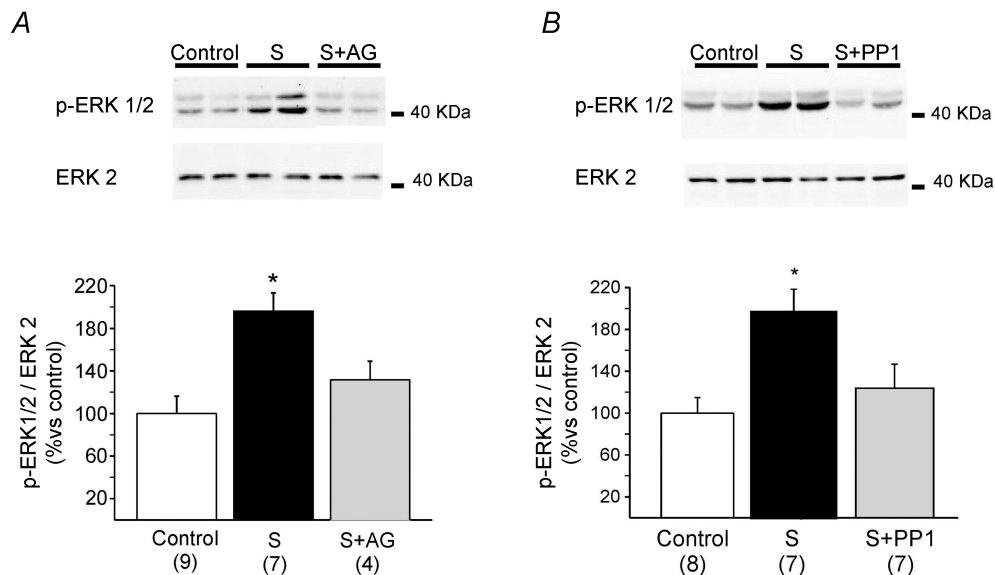 A
Control S S+AG
p-ERK 1/2
40 KDa
ERK 2
40 KDa
p-ERK1/2 / ERK 2
(%vs control)
220
180
140
100
60
20
*
Control S S+AG
(9) (7) (4)
B
Control S S+PP1
p-ERK 1/2
40 KDa
ERK 2
40 KDa
p-ERK1/2 / ERK 2
(%vs control)
220
180
140
100
60
20
*
Control S S+PP1
(8) (7) (7)